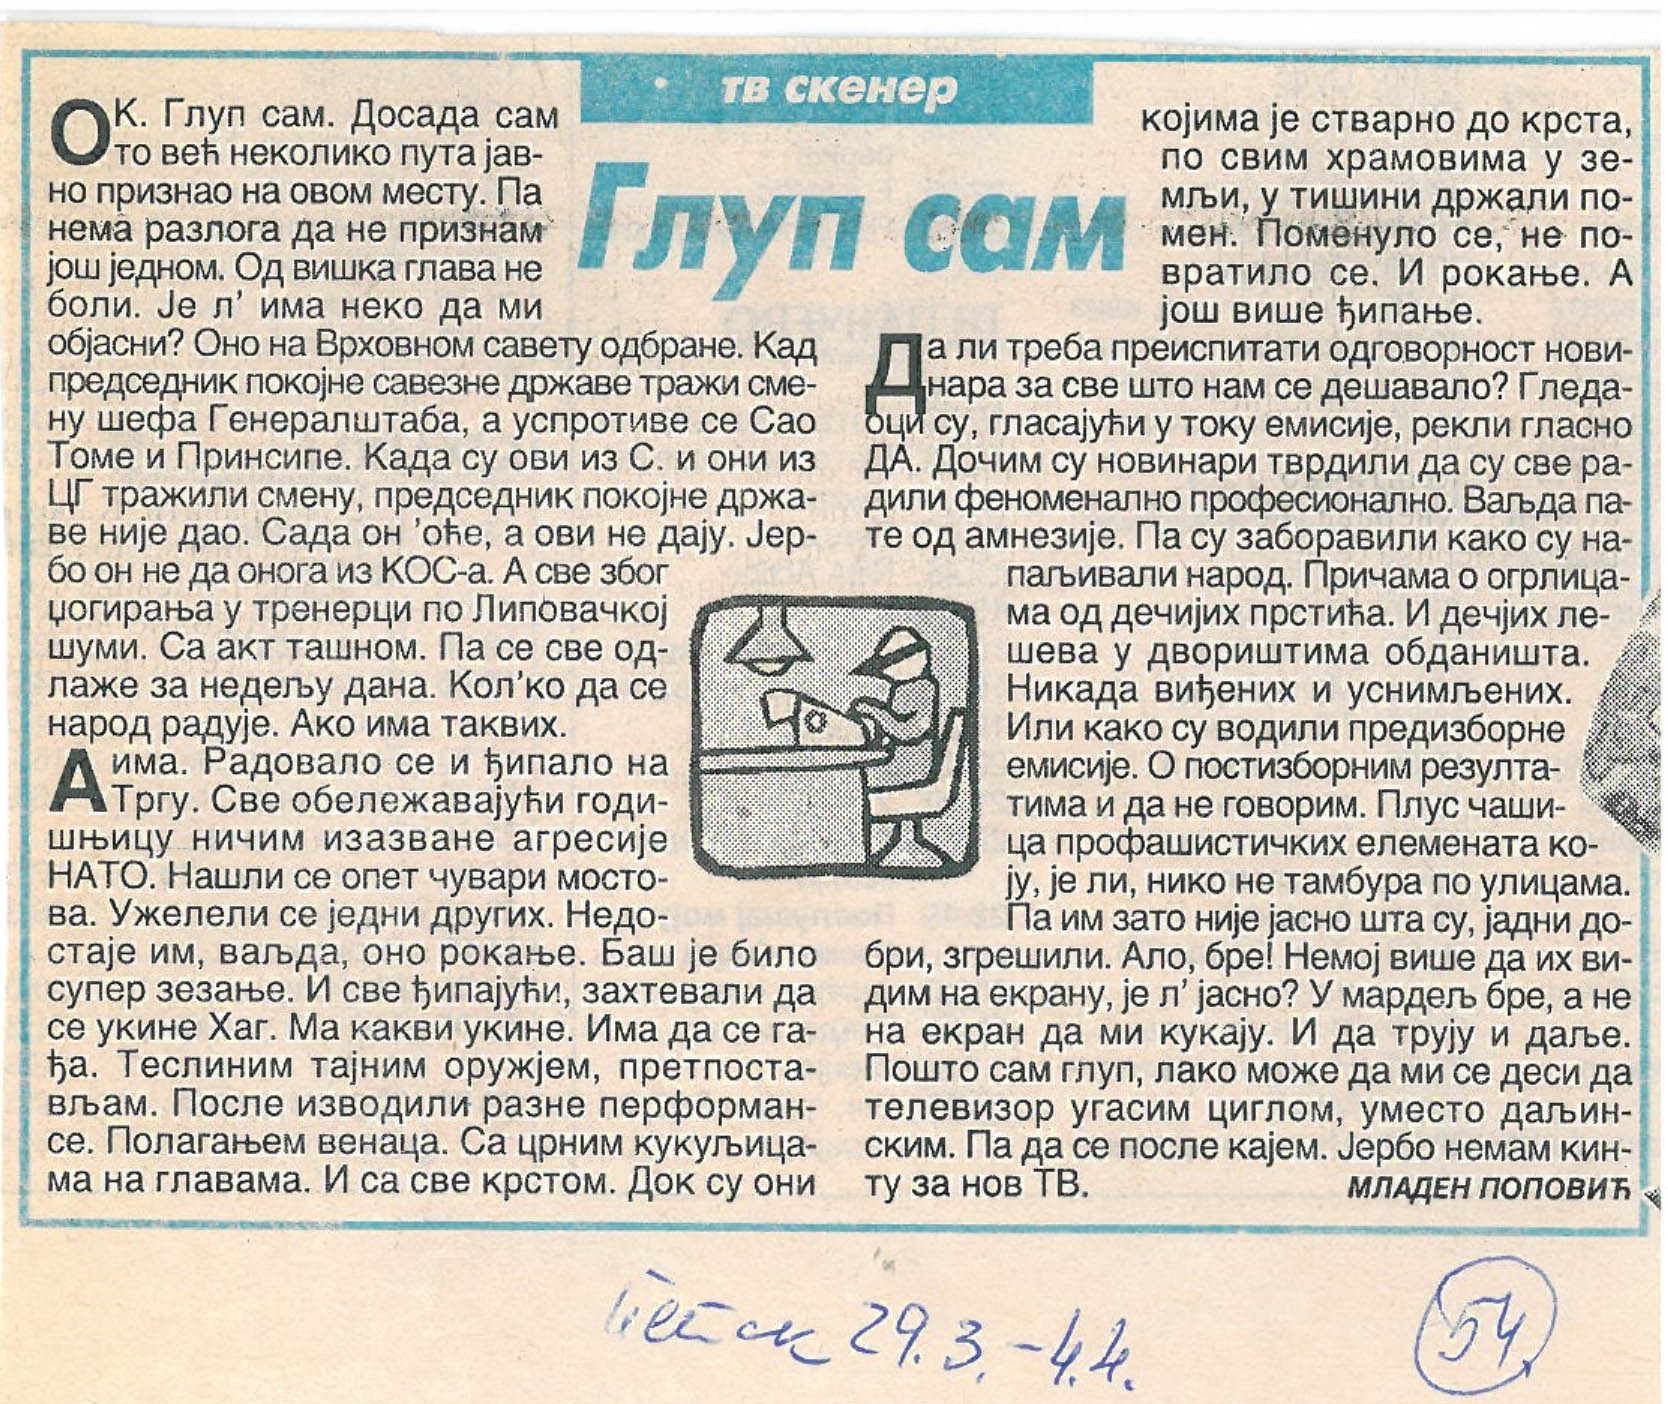 тв скенер
Глуп сам
ОК. Глуп сам. Досада сам
то већ неколико пута јав-
но признао на овом месту. Па
нема разлога да не признам
још једном. Од вишка глава не
боли. Је л’ има неко да ми
објасни? Оно на Врховном савету одбране. Кад
председник покојне савезне државе тражи сме-
ну шефа Генералштаба, а успротиве се Сао
Томе и Принсипе. Када су ови из С. и они из
ЦГ тражили смену, председник покојне држа-
ве није дао. Сада он ’оће, а ови не дају. Јер-
бо он не да онога из КОС-а. А све због
џогирања у тренерци по Липовачкој
шуми. Са акт ташном. Па се све од-
лаже за недељу дана. Кол’ко да се
народ радује. Ако има таквих.
А има. Радовало се и ђипало на
Тргу. Све обележавајући годи-
шњицу ничим изазване агресије
НАТО. Нашли се опет чувари мосто-
ва. Ужелели се једни других. Недо-
стаје им, ваљда, оно рокање. Баш је било
супер зезање. И све ђипајући, захтевали да
се укине Хаг. Ма какви укине. Има да се га-
ђа. Теслиним тајним оружјем, претпоста-
вљам. После изводили разне перформан-
се. Полагањем венаца. Са црним кукуљица-
ма на главама. И са све крстом. Док су они
којима је стварно до крста,
по свим храмовима у зе-
мљи, у тишини држали по-
мен. Поменуло се, не по-
вратило се. И рокање. А
још више ђипање.
Да ли треба преиспитати одговорност нови-
нара за све што нам се дешавало? Гледа-
оци су, гласајући у току емисије, рекли гласно
ДА. Дочим су новинари тврдили да су све ра-
дили феноменално професионално. Ваљда па-
те од амнезије. Па су заборавили како су на-
паљивали народ. Причама о огрлица-
ма од дечијих прстића. И дечјих ле-
шева у двориштима обданишта.
Никада виђених и уснимљених.
Или како су водили предизборне
емисије. О постизборним резулта-
тима и да не говорим. Плус чаши-
ца профашистичких елемената ко-
ју, је ли, нико не тамбура по улицама.
Па им зато није јасно шта су, јадни до-
бри, згрешили. Ало, бре! Немој више да их ви-
дим на екрану, је л’ јасно? У мардељ бре, а не
на екран да ми кукају. И да трују и даље.
Пошто сам глуп, лако може да ми се деси да
телевизор угасим циглом, уместо даљин-
ским. Па да се после кајем. Јербо немам кин-
ту за нов ТВ.
МЛАДЕН ПОПОВИЋ
петак 29.3.-4.4.
54.